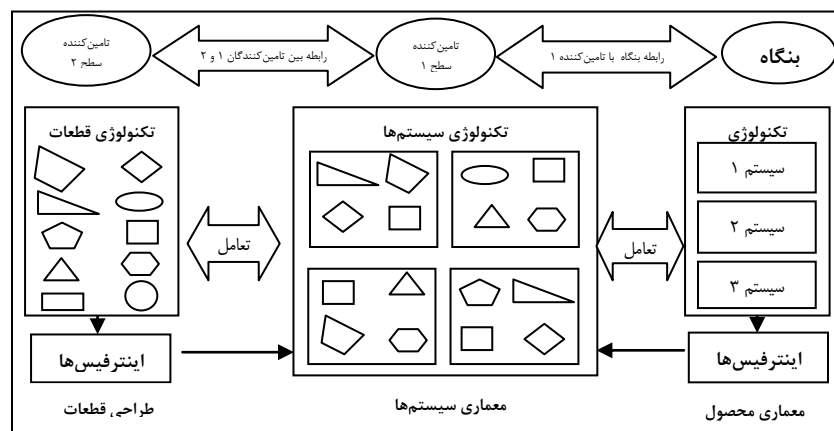 بنگاه
رابطه بنگاه با تامین‌کننده ۱
تامین‌کننده
سطح ۱
رابطه بین تامین‌کنندگان ۱ و ۲
تامین‌کننده
سطح ۲
تکنولوژی
سیستم ۱
سیستم ۲
سیستم ۳
تعامل
تکنولوژی سیستم‌ها
تعامل
تکنولوژی قطعات
اینترفیس‌ها
اینترفیس‌ها
معماری محصول
معماری سیستم‌ها
طراحی قطعات